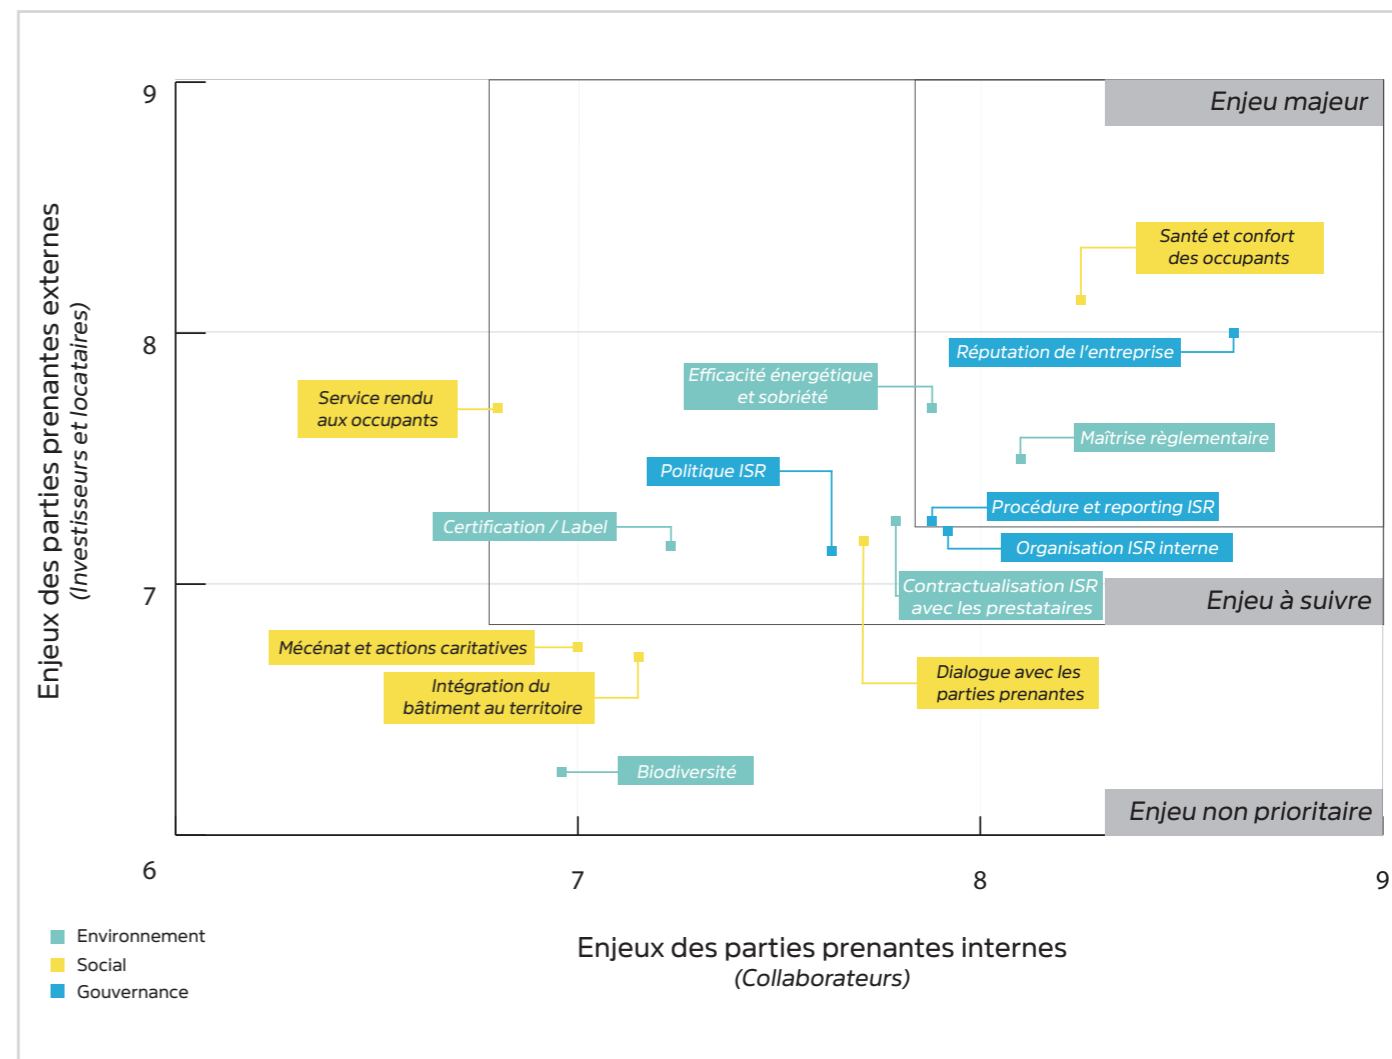 9
Enjeu majeur
Santé et confort
des occupants
8
Réputation de l'entreprise
Efficacité énergétique
et sobriété
Service rendu
aux occupants
Maîtrise règlementaire
Politique ISR
Procédure et reporting ISR
Certification / Label
Organisation ISR interne
7
Contractualisation ISR
avec les prestataires
Enjeu à suivre
Mécénat et actions caritatives
Intégration du
bâtiment au territoire
Dialogue avec les
parties prenantes
Biodiversité
Enjeu non prioritaire
6
7
8
9
Enjeux des parties prenantes externes
(Investisseurs et locataires)
Enjeux des parties prenantes internes
(Collaborateurs)
Environnement
Social
Gouvernance